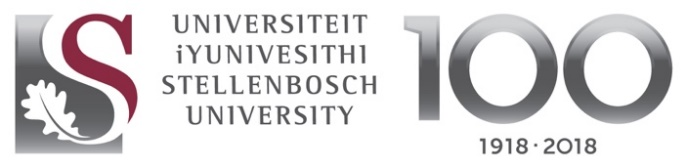 UNIVERSITEIT
iYUNIVESITHI
STELLENBOSCH
UNIVERSITY
100
1918 · 2018